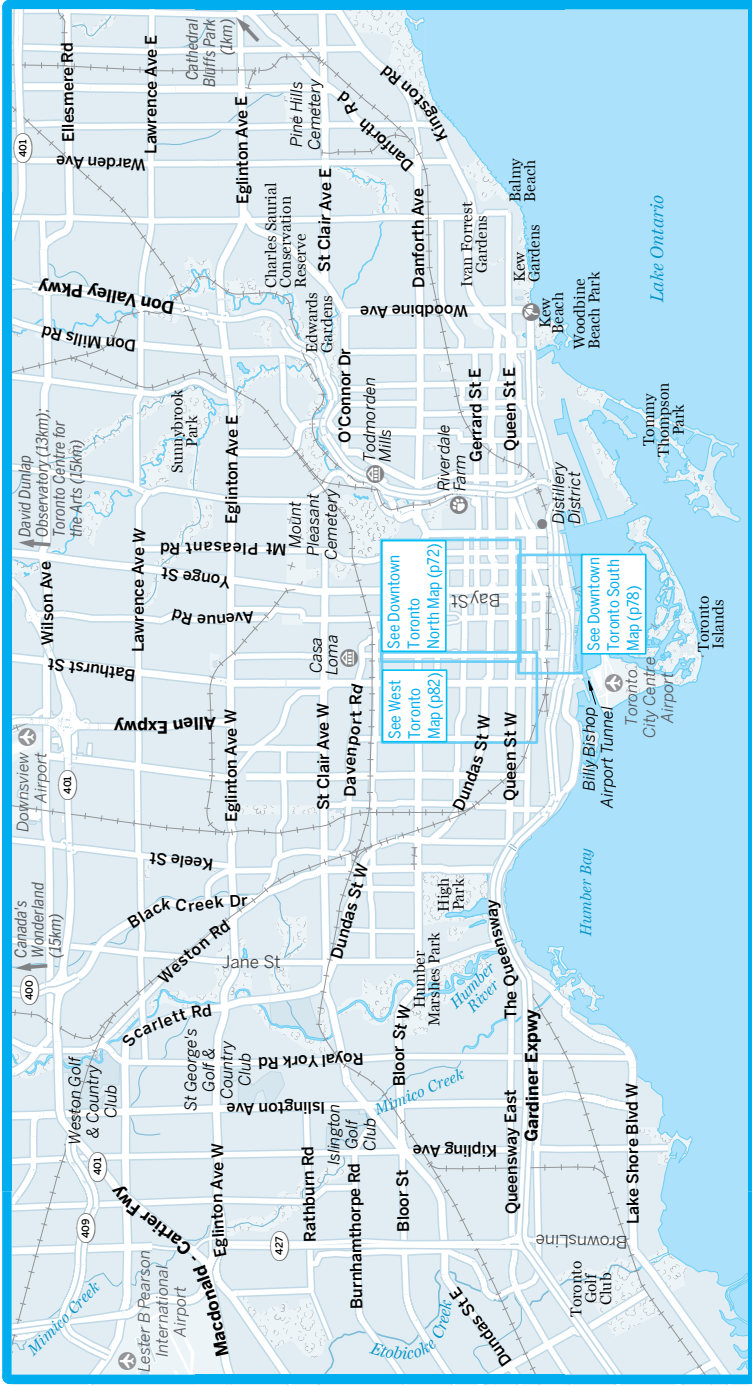 Mimico Creek
Lester B Pearson
International
Airport
409
401
Macdonald - Cartier Fwy
Weston Golf
& Country
Club
400
Canada's
Wonderland
(15km)
Downsview
Airport
401
Wilson Ave
David Dunlap
Observatory (13km);
Toronto Centre for
the Arts (15km)
401
Ellesmere Rd
Cathedral
Bluffs Park
(1km)
Lawrence Ave W
Lawrence Ave E
Warden Ave
Don Valley Pkwy
Don Mills Rd
Sunnybrook
Park
Mt Pleasant Rd
Yonge St
Avenue Rd
Bathurst St
Allen Expwy
Keele St
Black Creek Dr
Weston Rd
Jane St
Scarlett Rd
St George's
Golf &
Country
Club
Royal York Rd
Islington Ave
Eglinton Ave W
427
Eglinton Ave W
Eglinton Ave E
Eglinton Ave E
Rathburn Rd
Islington
Golf
Club
Burnhamthorpe Rd
St Clair Ave W
Davenport Rd
Casa
Loma
Mount
Pleasant
Cemetery
Charles Saurial
Conservation
Reserve
Edwards
Gardens
St Clair Ave E
Pine Hills
Cemetery
Danforth Rd
Kingston Rd
O'Connor Dr
Todmorden
Mills
Dundas St W
Bloor St
Bloor St W
Mimico Creek
Kipling Ave
Humber
Marshes Park
Humber
River
High
Park
See West
Toronto
Map (p82)
See Downtown
Toronto
North Map (p72)
Bay St
Riverdale
Farm
Danforth Ave
Woodbine Ave
Ivan Forrest
Gardens
Gerrard St E
Queen St E
Kew
Gardens
Balmy
Beach
Kew
Beach
Woodbine
Beach Park
Dundas St W
Queen St W
Distillery
District
Dundas St E
Etobicoke Creek
Queensway East
The Queensway
Gardiner Expwy
BrownsLine
Toronto
Golf
Club
Lake Shore Blvd W
Humber Bay
Billy Bishop
Airport Tunnel
Toronto
City Centre
Airport
See Downtown
Toronto South
Map (p78)
Toronto
Islands
Tommy
Thompson
Park
Lake Ontario